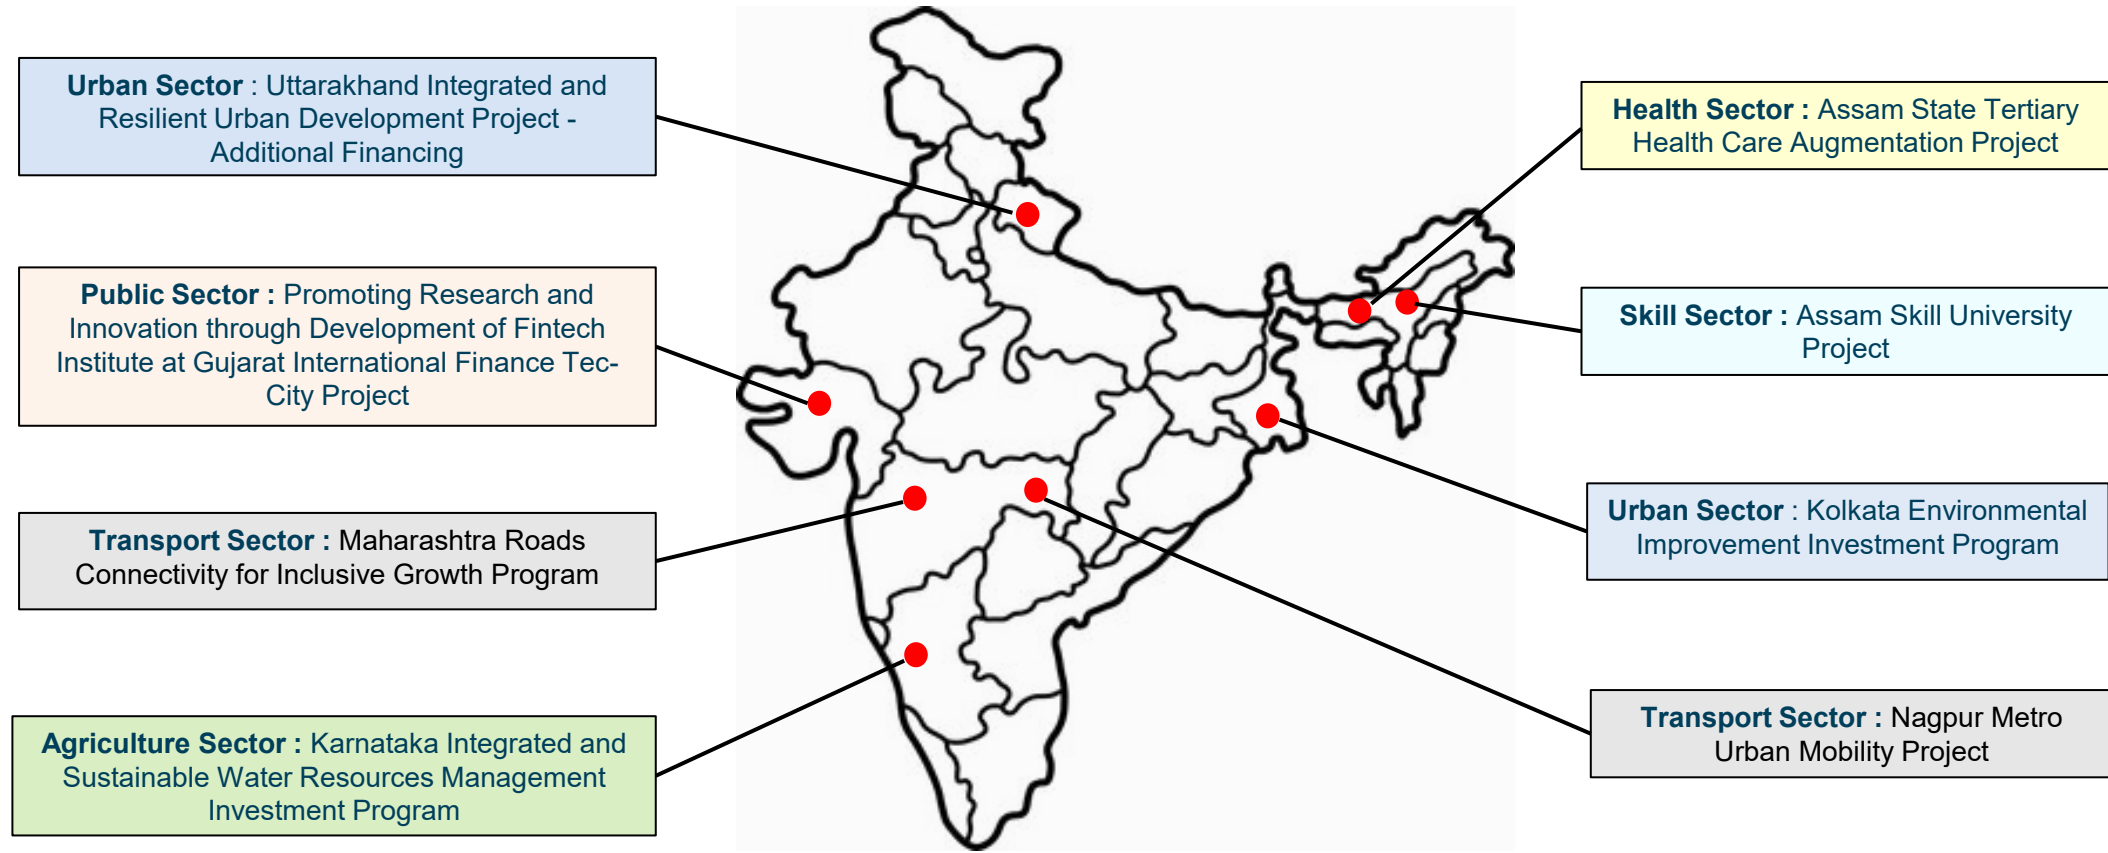 Urban Sector : Uttarakhand Integrated and
Resilient Urban Development Project -
Additional Financing
Public Sector : Promoting Research and
Innovation through Development of Fintech
Institute at Gujarat International Finance Tec-
City Project
Transport Sector : Maharashtra Roads
Connectivity for Inclusive Growth Program
Agriculture Sector : Karnataka Integrated and
Sustainable Water Resources Management
Investment Program
Health Sector : Assam State Tertiary
Health Care Augmentation Project
Skill Sector : Assam Skill University
Project
Urban Sector : Kolkata Environmental
Improvement Investment Program
Transport Sector : Nagpur Metro
Urban Mobility Project